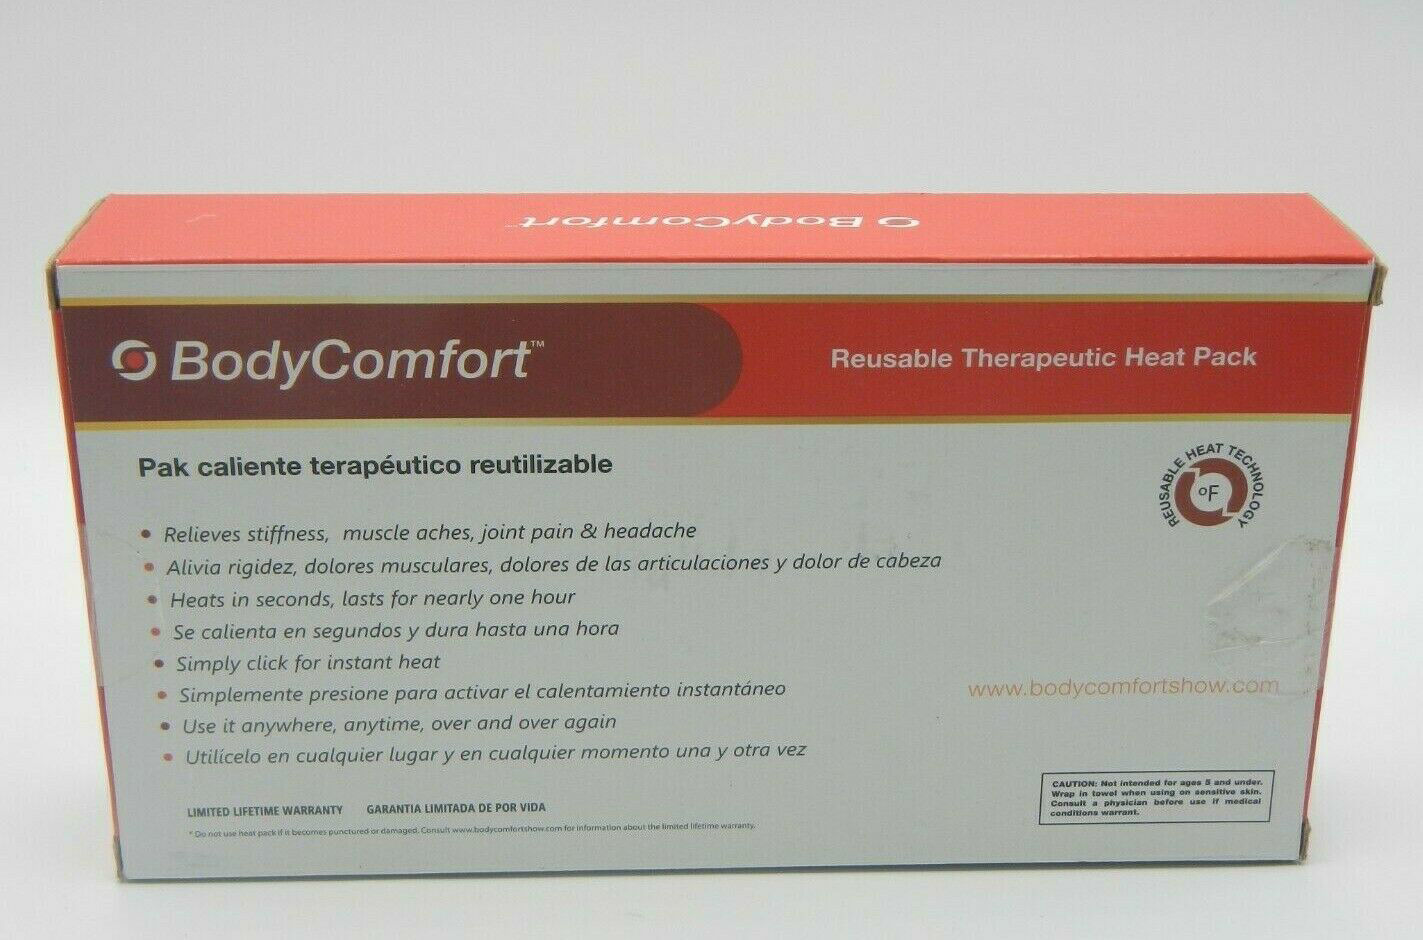 BodyComfort™
BodyComfort™
Reusable Therapeutic Heat Pack
Pak caliente terapéutico reutilizable
REUSABLE HEAT TECHNOLOGY
ºF
• Relieves stiffness, muscle aches, joint pain & headache
• Alivia rigidez, dolores musculares, dolores de las articulaciones y dolor de cabeza
• Heats in seconds, lasts for nearly one hour
• Se calienta en segundos y dura hasta una hora
• Simply click for instant heat
• Simplemente presione para activar el calentamiento instantáneo
• Use it anywhere, anytime, over and over again
• Utilícelo en cualquier lugar y en cualquier momento una y otra vez
www.bodycomfortshow.com
CAUTION: Not intended for ages 5 and under.
Wrap in towel when using on sensitive skin.
Consult a physician before use if medical
conditions warrant.
LIMITED LIFETIME WARRANTY GARANTIA LIMITADA DE POR VIDA
* Do not use heat pack if it becomes punctured or damaged. Consult www.bodycomfortshow.com for information about the limited lifetime warranty.